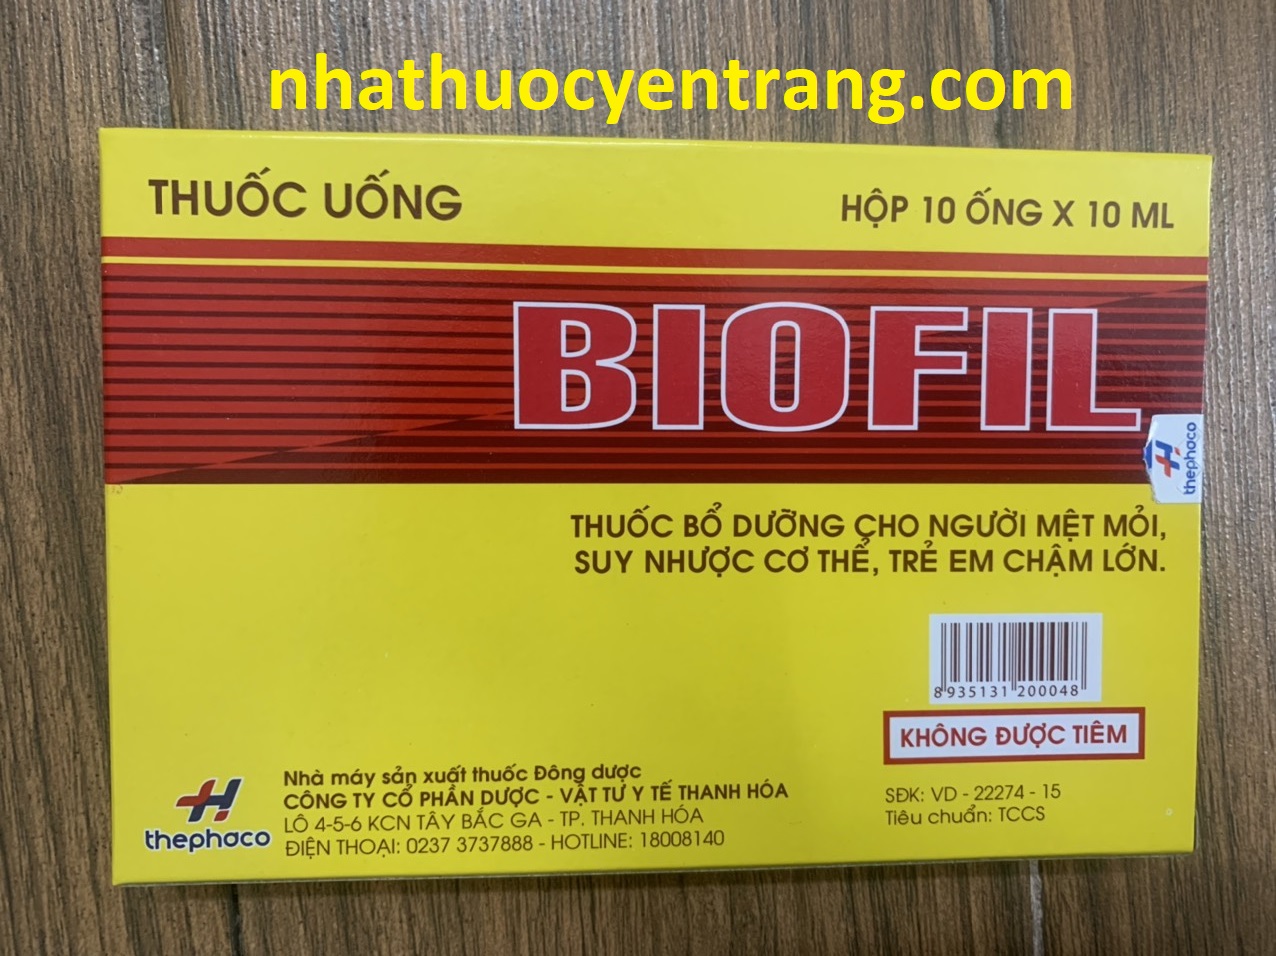 nhathuocyentrang.com
THUỐC UỐNG
HỘP 10 ỐNG X 10 ML
BIOFIL
thephaco
THUỐC BỔ DƯỠNG CHO NGƯỜI MỆT MỎI,
SUY NHƯỢC CƠ THỂ, TRẺ EM CHẬM LỚN.
8 935131 200048
KHÔNG ĐƯỢC TIÊM
SĐK: VD - 22274 - 15
Tiêu chuẩn: TCCS
thephaco
Nhà máy sản xuất thuốc Đông dược
CÔNG TY CỔ PHẦN DƯỢC - VẬT TƯ Y TẾ THANH HÓA
LÔ 4-5-6 KCN TÂY BẮC GA - TP. THANH HÓA
ĐIỆN THOẠI: 0237 3737888 - HOTLINE: 18008140